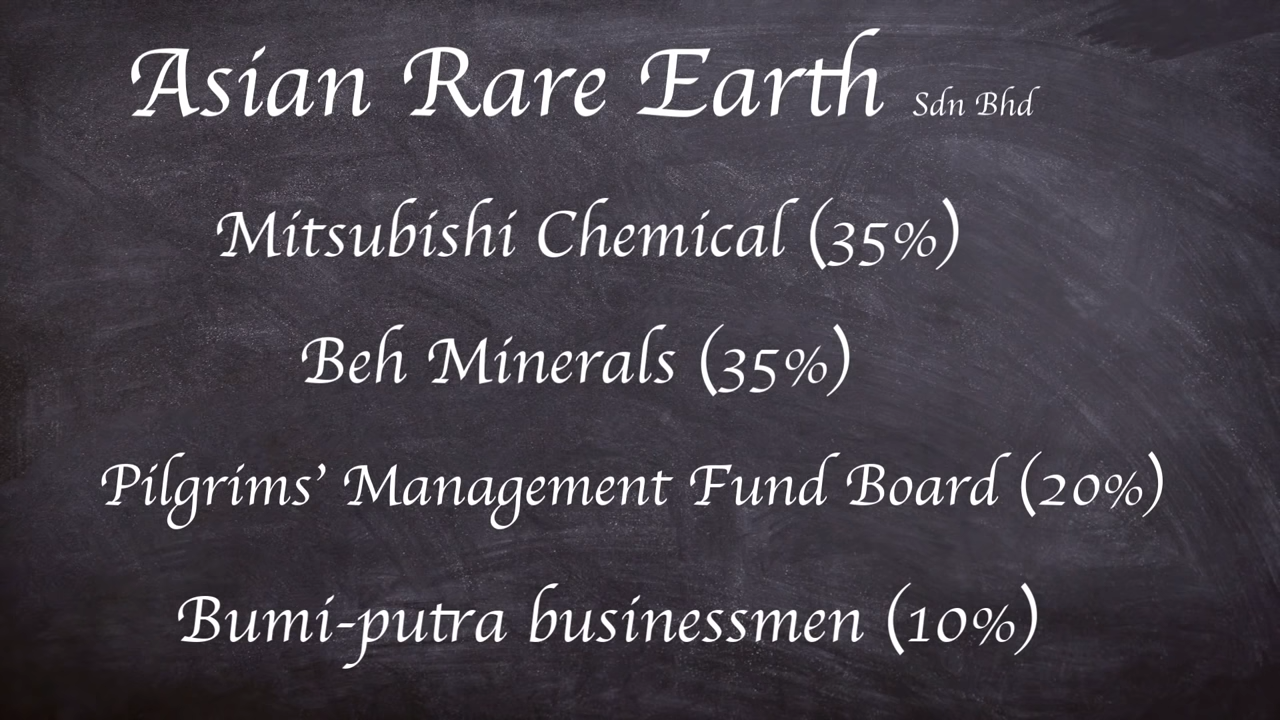 Asian Rare Earth Sdn Bhd
Mitsubishi Chemical (35%)
Beh Minerals (35%)
Pilgrims’ Management Fund Board (20%)
Bumi-putra businessmen (10%)